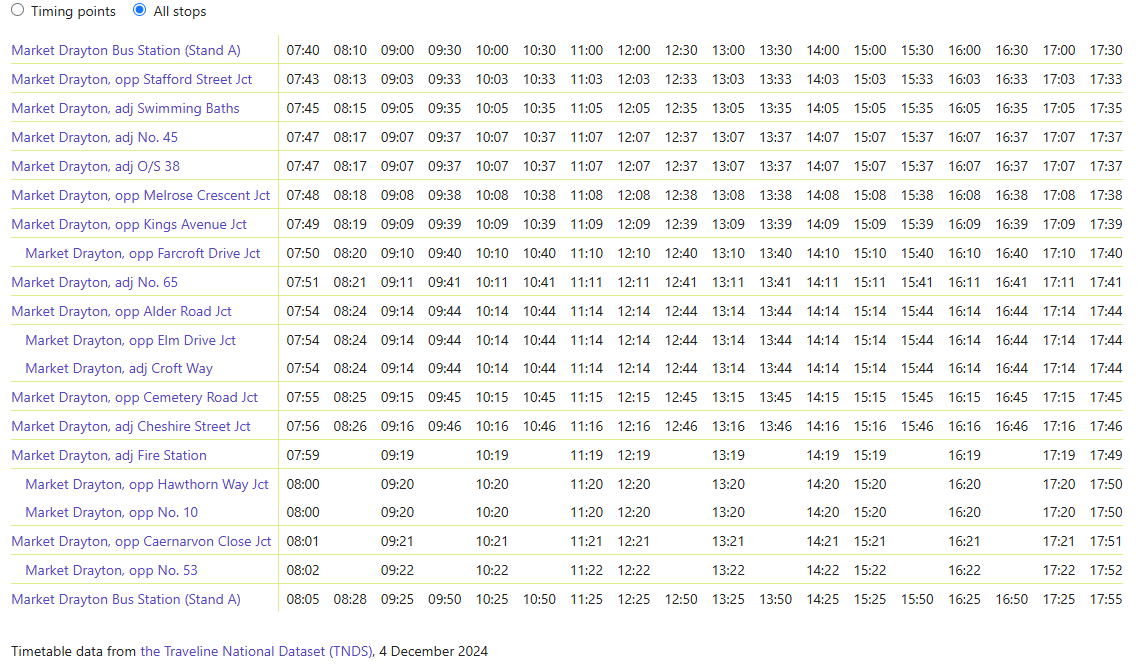 Timing points All stops
Market Drayton Bus Station (Stand A) 07:40 08:10 09:00 09:30 10:00 10:30 11:00 12:00 12:30 13:00 13:30 14:00 15:00 15:30 16:00 16:30 17:00 17:30
Market Drayton, opp Stafford Street Jct 07:43 08:13 09:03 09:33 10:03 10:33 11:03 12:03 12:33 13:03 13:33 14:03 15:03 15:33 16:03 16:33 17:03 17:33
Market Drayton, adj Swimming Baths 07:45 08:15 09:05 09:35 10:05 10:35 11:05 12:05 12:35 13:05 13:35 14:05 15:05 15:35 16:05 16:35 17:05 17:35
Market Drayton, adj No. 45 07:47 08:17 09:07 09:37 10:07 10:37 11:07 12:07 12:37 13:07 13:37 14:07 15:07 15:37 16:07 16:37 17:07 17:37
Market Drayton, adj O/S 38 07:47 08:17 09:07 09:37 10:07 10:37 11:07 12:07 12:37 13:07 13:37 14:07 15:07 15:37 16:07 16:37 17:07 17:37
Market Drayton, opp Melrose Crescent Jct 07:48 08:18 09:08 09:38 10:08 10:38 11:08 12:08 12:38 13:08 13:38 14:08 15:08 15:38 16:08 16:38 17:08 17:38
Market Drayton, opp Kings Avenue Jct 07:49 08:19 09:09 09:39 10:09 10:39 11:09 12:09 12:39 13:09 13:39 14:09 15:09 15:39 16:09 16:39 17:09 17:39
Market Drayton, opp Farcroft Drive Jct 07:50 08:20 09:10 09:40 10:10 10:40 11:10 12:10 12:40 13:10 13:40 14:10 15:10 15:40 16:10 16:40 17:10 17:40
Market Drayton, adj No. 65 07:51 08:21 09:11 09:41 10:11 10:41 11:11 12:11 12:41 13:11 13:41 14:11 15:11 15:41 16:11 16:41 17:11 17:41
Market Drayton, opp Alder Road Jct 07:54 08:24 09:14 09:44 10:14 10:44 11:14 12:14 12:44 13:14 13:44 14:14 15:14 15:44 16:14 16:44 17:14 17:44
Market Drayton, opp Elm Drive Jct 07:54 08:24 09:14 09:44 10:14 10:44 11:14 12:14 12:44 13:14 13:44 14:14 15:14 15:44 16:14 16:44 17:14 17:44
Market Drayton, adj Croft Way 07:54 08:24 09:14 09:44 10:14 10:44 11:14 12:14 12:44 13:14 13:44 14:14 15:14 15:44 16:14 16:44 17:14 17:44
Market Drayton, opp Cemetery Road Jct 07:55 08:25 09:15 09:45 10:15 10:45 11:15 12:15 12:45 13:15 13:45 14:15 15:15 15:45 16:15 16:45 17:15 17:45
Market Drayton, adj Cheshire Street Jct 07:56 08:26 09:16 09:46 10:16 10:46 11:16 12:16 12:46 13:16 13:46 14:16 15:16 15:46 16:16 16:46 17:16 17:46
Market Drayton, adj Fire Station 07:59 09:19 10:19 11:19 12:19 13:19 14:19 15:19 16:19 17:19 17:49
Market Drayton, opp Hawthorn Way Jct 08:00 09:20 10:20 11:20 12:20 13:20 14:20 15:20 16:20 17:20 17:50
Market Drayton, opp No. 10 08:00 09:20 10:20 11:20 12:20 13:20 14:20 15:20 16:20 17:20 17:50
Market Drayton, opp Caernarvon Close Jct 08:01 09:21 10:21 11:21 12:21 13:21 14:21 15:21 16:21 17:21 17:51
Market Drayton, opp No. 53 08:02 09:22 10:22 11:22 12:22 13:22 14:22 15:22 16:22 17:22 17:52
Market Drayton Bus Station (Stand A) 08:05 08:28 09:25 09:50 10:25 10:50 11:25 12:25 12:50 13:25 13:50 14:25 15:25 15:50 16:25 16:50 17:25 17:55
Timetable data from the Traveline National Dataset (TNDS), 4 December 2024